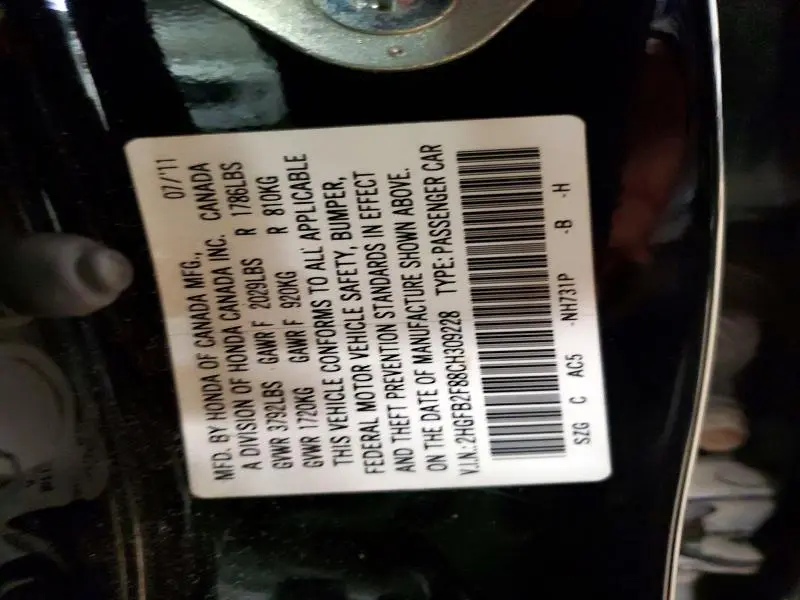 MFD. BY HONDA OF CANADA MFG., 07/'11
A DIVISION OF HONDA CANADA INC. CANADA
GVWR 3792LBS GAWR F 2029LBS R 1786LBS
GVWR 1720KG GAWR F 920KG R 810KG
THIS VEHICLE CONFORMS TO ALL APPLICABLE
FEDERAL MOTOR VEHICLE SAFETY, BUMPER,
AND THEFT PREVENTION STANDARDS IN EFFECT
ON THE DATE OF MANUFACTURE SHOWN ABOVE.
V.I.N.:2HGFB2F88CH309228 TYPE:PASSENGER CAR
SZG C AC5 -NH731P -B -H